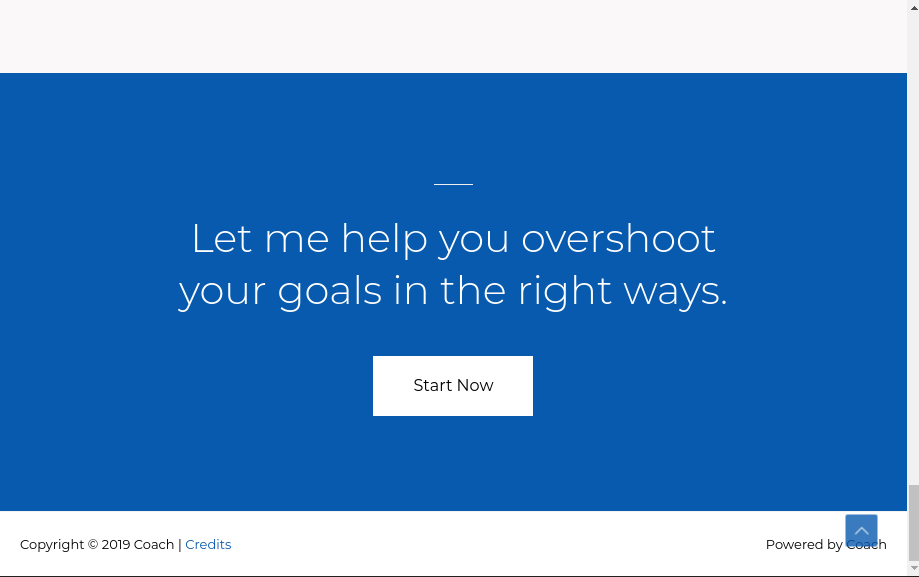 Let me help you overshoot
your goals in the right ways.
Start Now
Copyright © 2019 Coach | Credits
Powered by Coach